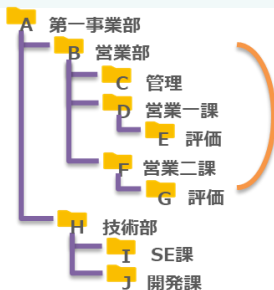 A 第一事業部
B 営業部
C 管理
D 営業一課
E 評価
F 営業二課
G 評価
H 技術部
I SE課
J 開発課